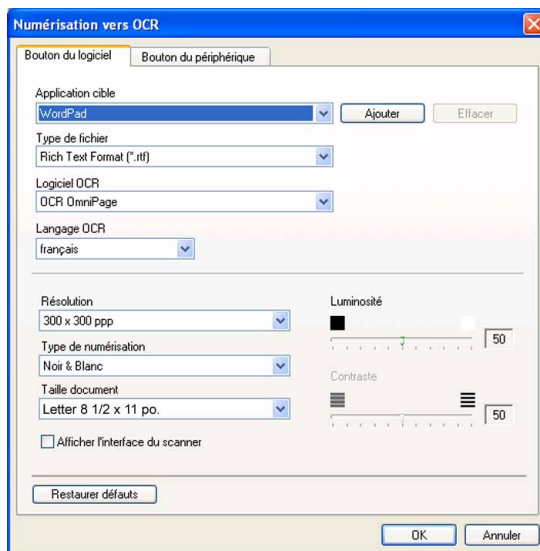 Numérisation vers OCR
Bouton du logiciel Bouton du périphérique
Application cible
WordPad Ajouter Effacer
Type de fichier
Rich Text Format (*.rtf)
Logiciel OCR
OCR OmniPage
Langage OCR
français
Résolution Luminosité
300 x 300 ppp
50
Type de numérisation
Noir & Blanc
Contraste
Taille document
Letter 8 1/2 x 11 po.
50
Afficher l'interface du scanner
Restaurer défauts
OK Annuler